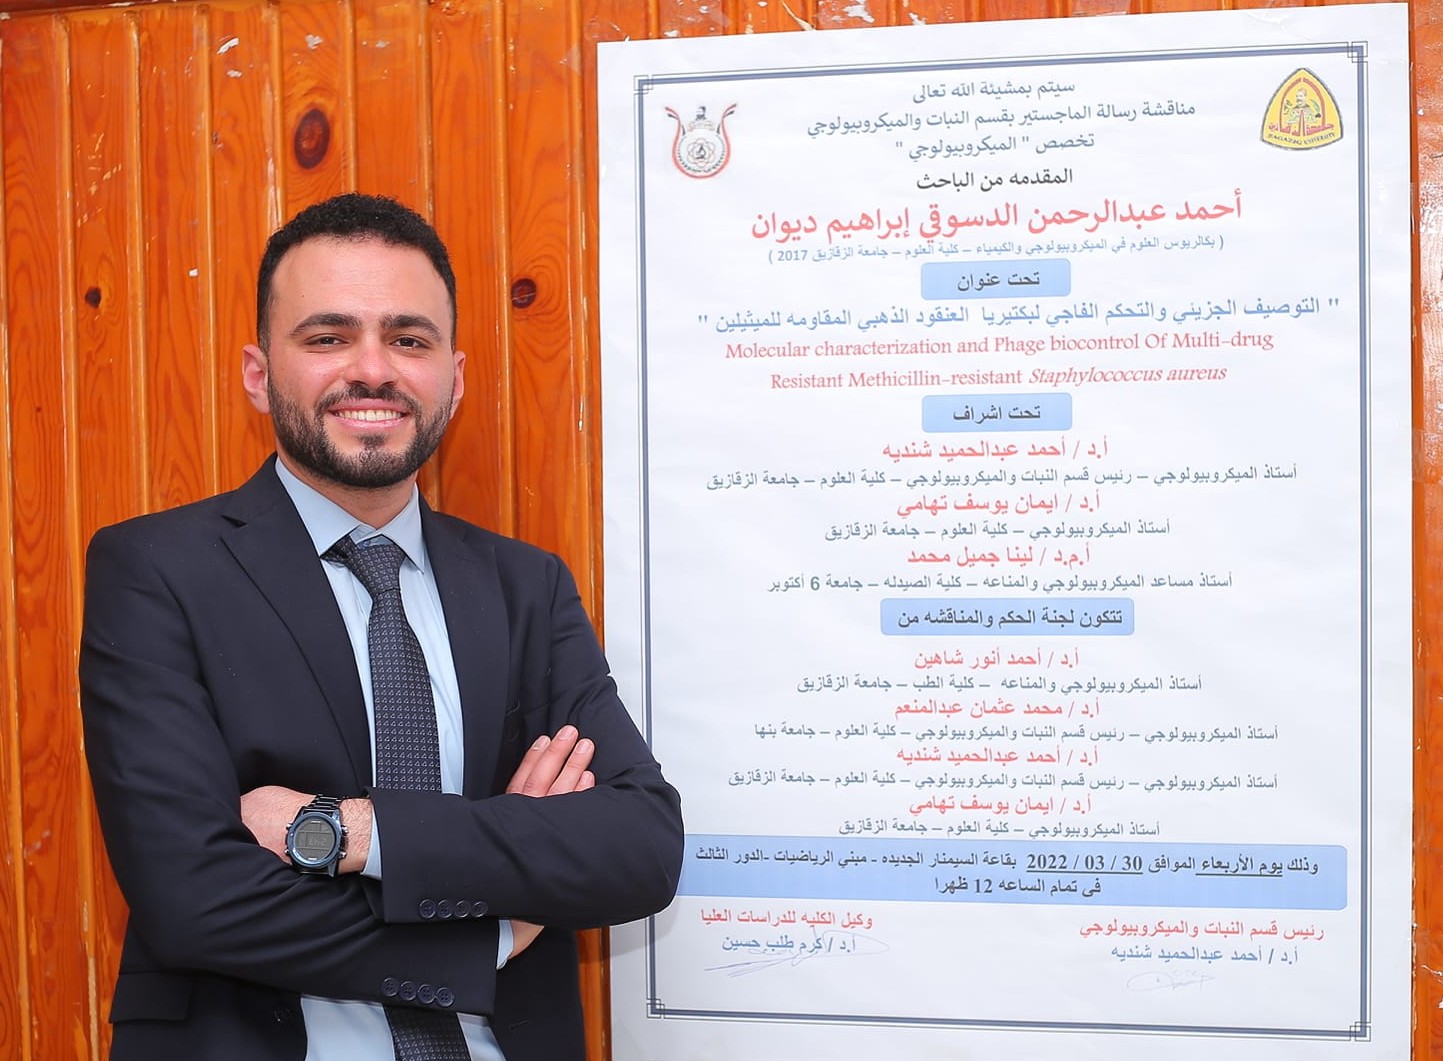 سيتم بمشيئة الله تعالى
مناقشة رسالة الماجستير بقسم النبات والميكروبيولوجي
تخصص " الميكروبيولوجي "
المقدمه من الباحث
أحمد عبدالرحمن الدسوقي إبراهيم ديوان
( بكالريوس العلوم في الميكروبيولوجي والكيمياء – كلية العلوم – جامعة الزقازيق 2017 )
تحت عنوان
" التوصيف الجزيئي والتحكم الفاجي لبكتيريا العنقود الذهبي المقاومه للميثيلين "
Molecular characterization and Phage biocontrol Of Multi-drug
Resistant Methicillin-resistant Staphylococcus aureus
تحت اشراف
أ.د / أحمد عبدالحميد شنديه
أستاذ الميكروبيولوجي – رئيس قسم النبات والميكروبيولوجي – كلية العلوم – جامعة الزقازيق
أ.د / ايمان يوسف تهامي
أستاذ الميكروبيولوجي – كلية العلوم – جامعة الزقازيق
أ.م.د / لينا جميل محمد
أستاذ مساعد الميكروبيولوجي والمناعه – كلية الصيدله – جامعة 6 أكتوبر
تتكون لجنة الحكم والمناقشه من
أ.د / أحمد أنور شاهين
أستاذ الميكروبيولوجي والمناعه – كلية الطب – جامعة الزقازيق
أ.د / محمد عثمان عبدالمنعم
أستاذ الميكروبيولوجي – رئيس قسم النبات والميكروبيولوجي – كلية العلوم – جامعة بنها
أ.د / أحمد عبدالحميد شنديه
أستاذ الميكروبيولوجي – رئيس قسم النبات والميكروبيولوجي – كلية العلوم – جامعة الزقازيق
أ.د / ايمان يوسف تهامي
أستاذ الميكروبيولوجي – كلية العلوم – جامعة الزقازيق
وذلك يوم الأربعاء الموافق 30 / 03 / 2022 بقاعة السيمنار الجديده - مبني الرياضيات -الدور الثالث
في تمام الساعه 12 ظهرا
رئيس قسم النبات والميكروبيولوجي
أ.د / أحمد عبدالحميد شنديه
وكيل الكليه للدراسات العليا
أ.د / كرم طلب حسين
جامعة الزقازيق
ZAGAZIG UNIVERSITY